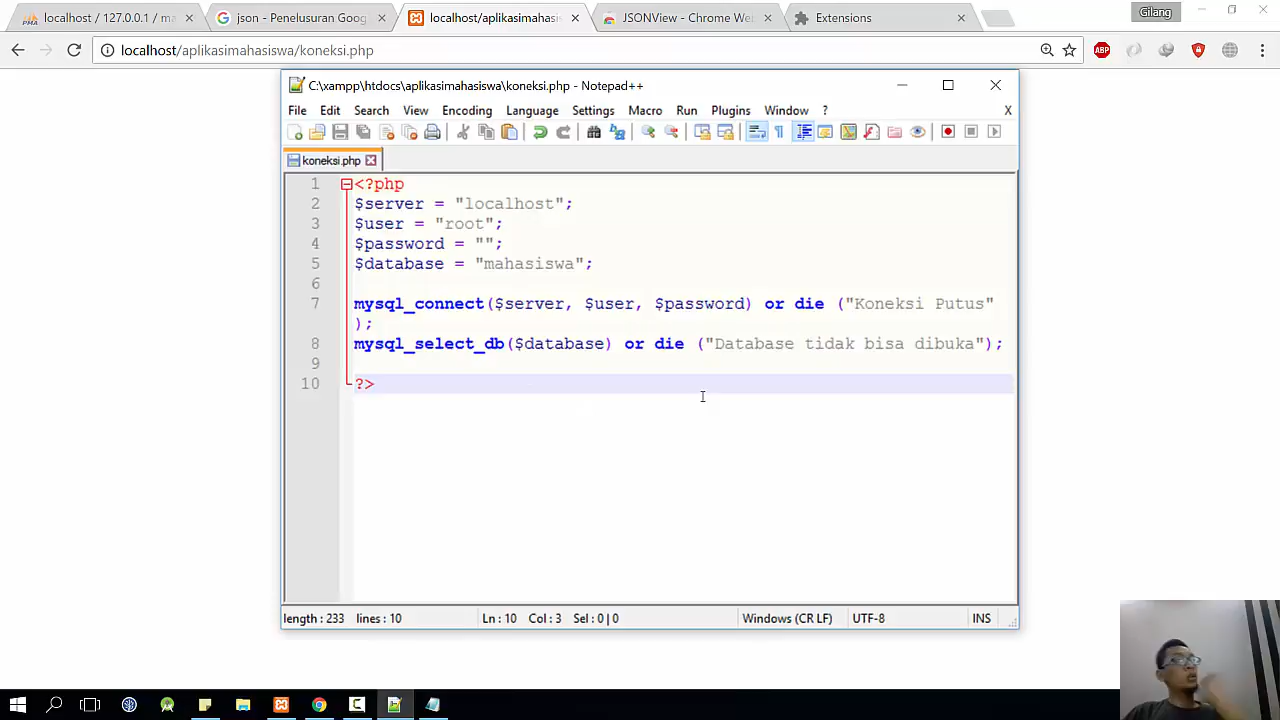 localhost / 127.0.0.1 / ma
json - Penelusuran Goog
localhost/aplikasimahasis
JSONView - Chrome We
Extensions
Gilang
localhost/aplikasimahasiswa/koneksi.php
ABP
C:\xampp\htdocs\aplikasimahasiswa\koneksi.php - Notepad++
File Edit Search View Encoding Language Settings Macro Run Plugins Window ? X
koneksi.php
1 <?php
2 $server = "localhost";
3 $user = "root";
4 $password = "";
5 $database = "mahasiswa";
6
7 mysql_connect($server, $user, $password) or die ("Koneksi Putus"
);
8 mysql_select_db($database) or die ("Database tidak bisa dibuka");
9
10 ?>
length : 233 lines : 10 Ln : 10 Col : 3 Sel : 0 | 0 Windows (CR LF) UTF-8 INS